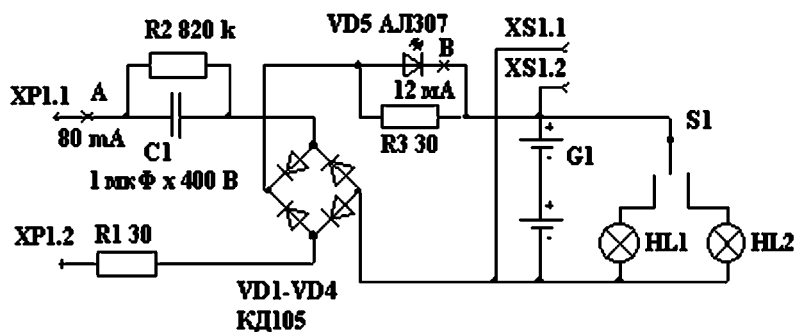 R2 820 k
VD5 АЛ307
B
XS1.1
XS1.2
XP1.1
A
80 mA
12 мА
C1
1 мкФ x 400 В
R3 30
+
-
G1
+
-
S1
XP1.2
R1 30
HL1
HL2
VD1-VD4
КД105